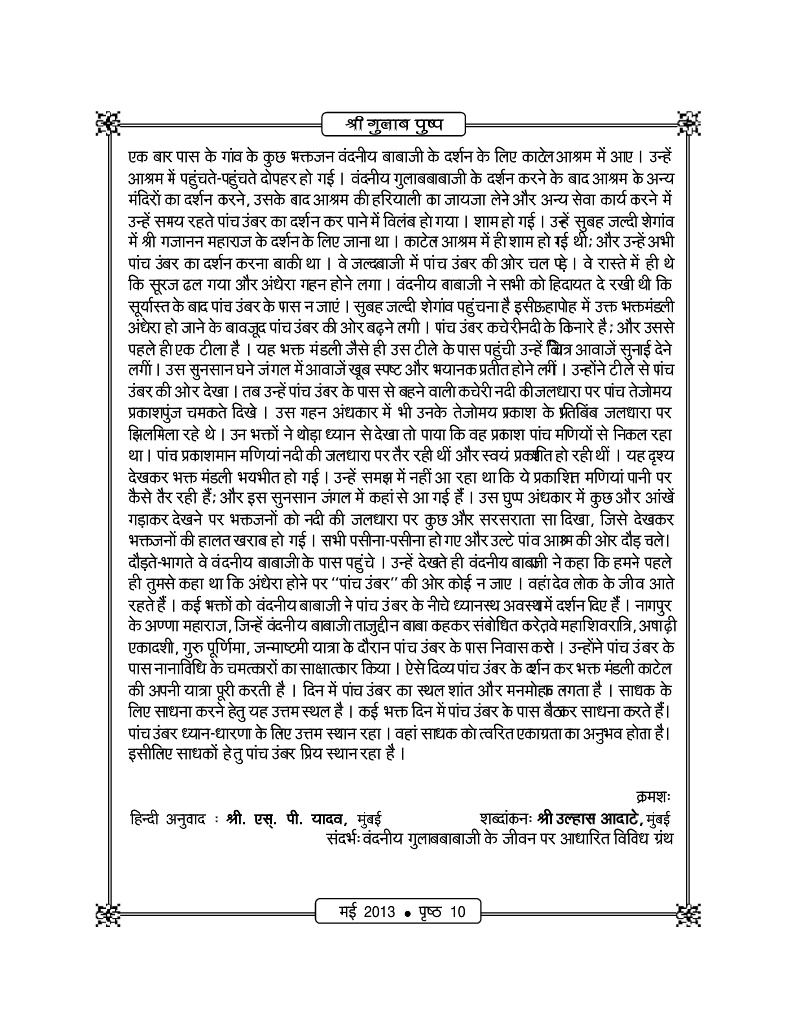 श्री गुलाब पुष्प
एक बार पास के गांव के कुछ भक्तजन वंदनीय बाबाजी के दर्शन के लिए काटेल आश्रम में आए । उन्हें
आश्रम में पहुंचते-पहुंचते दोपहर हो गई । वंदनीय गुलाबबाबाजी के दर्शन करने के बाद आश्रम के अन्य
मंदिरों का दर्शन करने, उसके बाद आश्रम की हरियाली का जायजा लेने और अन्य सेवा कार्य करने में
उन्हें समय रहते पांच उंबर का दर्शन कर पाने में विलंब हो गया । शाम हो गई । उन्हें सुबह जल्दी शेगांव
में श्री गजानन महाराज के दर्शन के लिए जाना था । काटेल आश्रम में ही शाम हो गई थी; और उन्हें अभी
पांच उंबर का दर्शन करना बाकी था । वे जल्दबाजी में पांच उंबर की ओर चल पड़े । वे रास्ते में ही थे
कि सूरज ढल गया और अंधेरा गहन होने लगा । वंदनीय बाबाजी ने सभी को हिदायत दे रखी थी कि
सूर्यास्त के बाद पांच उंबर के पास न जाएं । सुबह जल्दी शेगांव पहुंचना है इसी ऊहापोह में उक्त भक्तमंडली
अंधेरा हो जाने के बावजूद पांच उंबर की ओर बढ़ने लगी । पांच उंबर कचेरी नदी के किनारे है; और उससे
पहले ही एक टीला है । यह भक्त मंडली जैसे ही उस टीले के पास पहुंची उन्हें विचित्र आवाजें सुनाई देने
लगीं । उस सुनसान घने जंगल में आवाजें खूब स्पष्ट और भयानक प्रतीत होने लगीं । उन्होंने टीले से पांच
उंबर की ओर देखा । तब उन्हें पांच उंबर के पास से बहने वाली कचेरी नदी की जलधारा पर पांच तेजोमय
प्रकाशपुंज चमकते दिखे । उस गहन अंधकार में भी उनके तेजोमय प्रकाश के प्रतिबिंब जलधारा पर
झिलमिला रहे थे । उन भक्तों ने थोड़ा ध्यान से देखा तो पाया कि वह प्रकाश पांच मणियों से निकल रहा
था । पांच प्रकाशमान मणियां नदी की जलधारा पर तैर रही थीं और स्वयं प्रकाशित हो रही थीं । यह दृश्य
देखकर भक्त मंडली भयभीत हो गई । उन्हें समझ में नहीं आ रहा था कि ये प्रकाशित मणियां पानी पर
कैसे तैर रही हैं; और इस सुनसान जंगल में कहां से आ गई हैं । उस घुप्प अंधकार में कुछ और आंखें
गड़ाकर देखने पर भक्तजनों को नदी की जलधारा पर कुछ और सरसराता सा दिखा, जिसे देखकर
भक्तजनों की हालत खराब हो गई । सभी पसीना-पसीना हो गए और उल्टे पांव आश्रम की ओर दौड़ चले।
दौड़ते-भागते वे वंदनीय बाबाजी के पास पहुंचे । उन्हें देखते ही वंदनीय बाबाजी ने कहा कि हमने पहले
ही तुमसे कहा था कि अंधेरा होने पर ‘‘पांच उंबर’’ की ओर कोई न जाए । वहां देव लोक के जीव आते
रहते हैं । कई भक्तों को वंदनीय बाबाजी ने पांच उंबर के नीचे ध्यानस्थ अवस्था में दर्शन दिए हैं । नागपुर
के अण्णा महाराज, जिन्हें वंदनीय बाबाजी ताजुद्दीन बाबा कहकर संबोधित करते, वे महाशिवरात्रि, अषाढ़ी
एकादशी, गुरु पूर्णिमा, जन्माष्टमी यात्रा के दौरान पांच उंबर के पास निवास करते । उन्होंने पांच उंबर के
पास नानाविधि के चमत्कारों का साक्षात्कार किया । ऐसे दिव्य पांच उंबर के दर्शन कर भक्त मंडली काटेल
की अपनी यात्रा पूरी करती है । दिन में पांच उंबर का स्थल शांत और मनमोहक लगता है । साधक के
लिए साधना करने हेतु यह उत्तम स्थल है । कई भक्त दिन में पांच उंबर के पास बैठकर साधना करते हैं।
पांच उंबर ध्यान-धारणा के लिए उत्तम स्थान रहा । वहां साधक को त्वरित एकाग्रता का अनुभव होता है।
इसीलिए साधकों हेतु पांच उंबर प्रिय स्थान रहा है ।
क्रमशः
हिन्दी अनुवाद : श्री. एस्. पी. यादव, मुंबई शब्दांकनः श्री उल्हास आदाटे, मुंबई
संदर्भः वंदनीय गुलाबबाबाजी के जीवन पर आधारित विविध ग्रंथ
मई 2013 • पृष्ठ 10